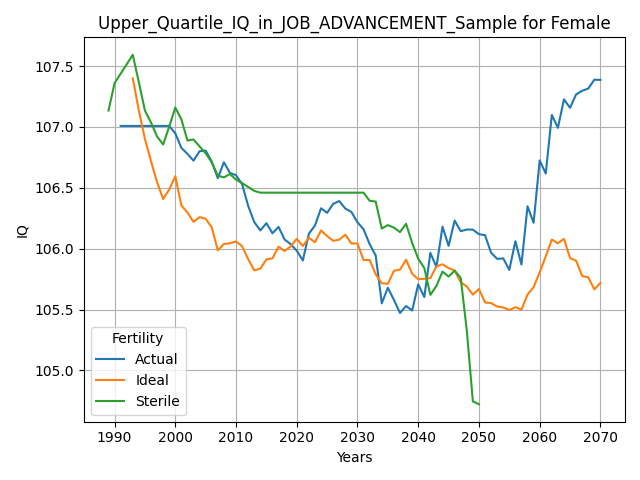 Upper_Quartile_IQ_in_JOB_ADVANCEMENT_Sample for Female
107.5
107.0
106.5
106.0
105.5
105.0
IQ
Fertility
Actual
Ideal
Sterile
1990 2000 2010 2020 2030 2040 2050 2060 2070
Years